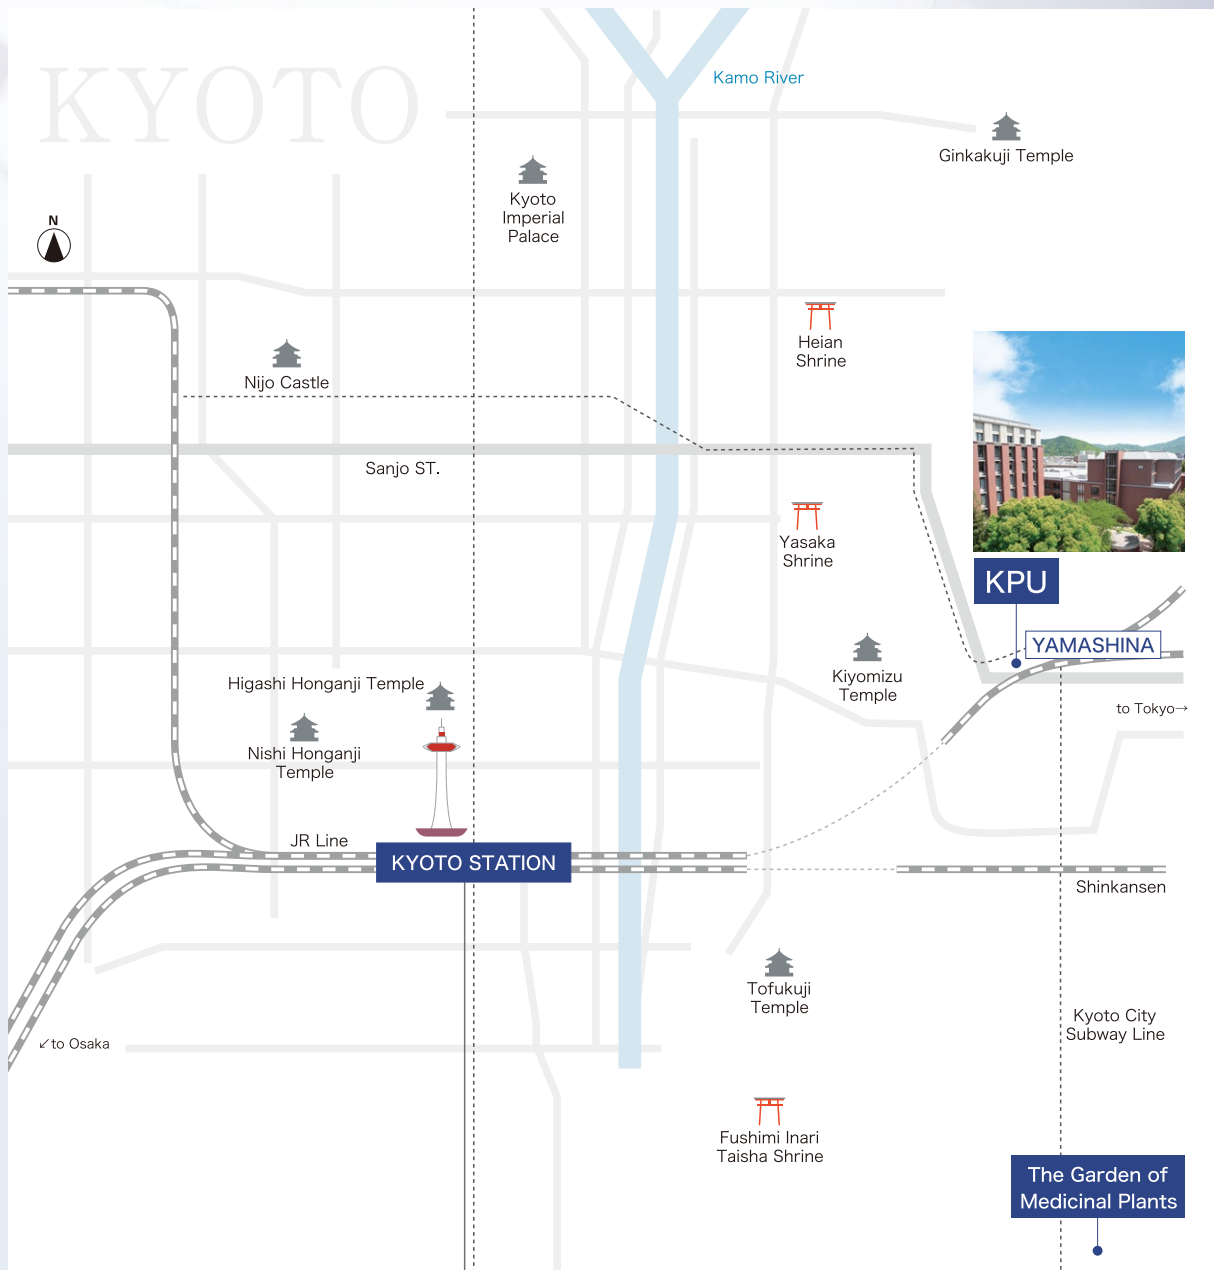 KYOTO
Kamo River
Ginkakuji Temple
Kyoto
Imperial
Palace
N
Heian
Shrine
Nijo Castle
Sanjo ST.
Yasaka
Shrine
KPU
YAMASHINA
Kiyomizu
Temple
Higashi Honganji Temple
to Tokyo→
Nishi Honganji
Temple
JR Line
KYOTO STATION
Shinkansen
Tofukuji
Temple
Kyoto City
Subway Line
↙to Osaka
Fushimi Inari
Taisha Shrine
The Garden of
Medicinal Plants